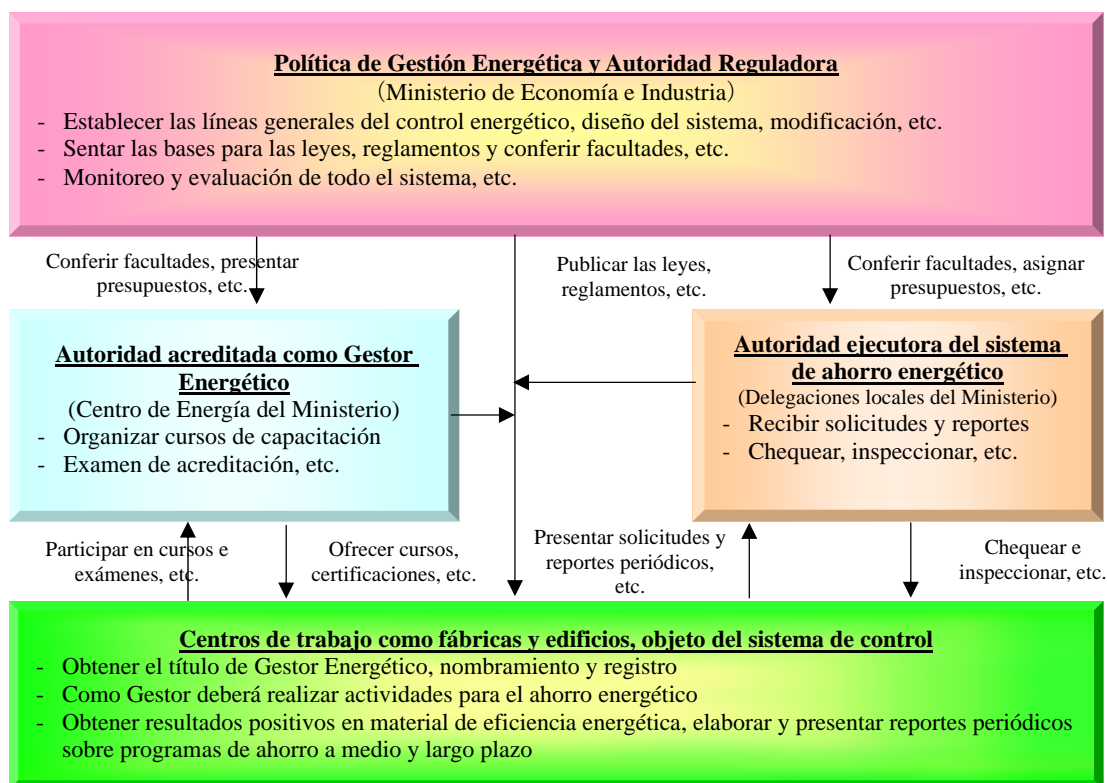 Política de Gestión Energética y Autoridad Reguladora
（Ministerio de Economía e Industria）
- Establecer las líneas generales del control energético, diseño del sistema, modificación, etc.
- Sentar las bases para las leyes, reglamentos y conferir facultades, etc.
- Monitoreo y evaluación de todo el sistema, etc.
Conferir facultades, presentar
presupuestos, etc.
Publicar las leyes,
reglamentos, etc.
Conferir facultades, asignar
presupuestos, etc.
Autoridad acreditada como Gestor
Energético
(Centro de Energía del Ministerio)
- Organizar cursos de capacitación
- Examen de acreditación, etc.
Autoridad ejecutora del sistema
de ahorro energético
(Delegaciones locales del Ministerio)
- Recibir solicitudes y reportes
- Chequear, inspeccionar, etc.
Participar en cursos e
exámenes, etc.
Ofrecer cursos,
certificaciones, etc.
Presentar solicitudes y
reportes periódicos,
etc.
Chequear e
inspeccionar, etc.
Centros de trabajo como fábricas y edificios, objeto del sistema de control
- Obtener el título de Gestor Energético, nombramiento y registro
- Como Gestor deberá realizar actividades para el ahorro energético
- Obtener resultados positivos en material de eficiencia energética, elaborar y presentar reportes periódicos
sobre programas de ahorro a medio y largo plazo